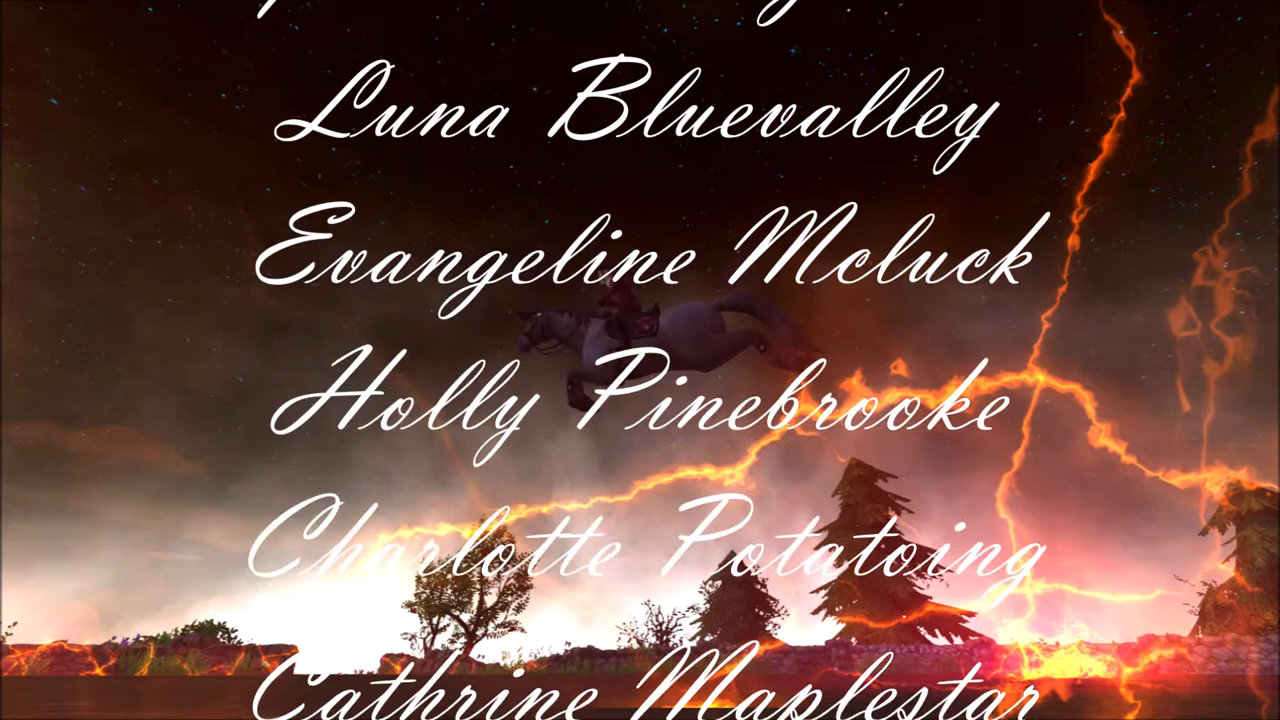 Luna Bluevalley
Evangeline Mcluck
Holly Pinebrooke
Charlotte Potatoing
Cathrine Maplestar